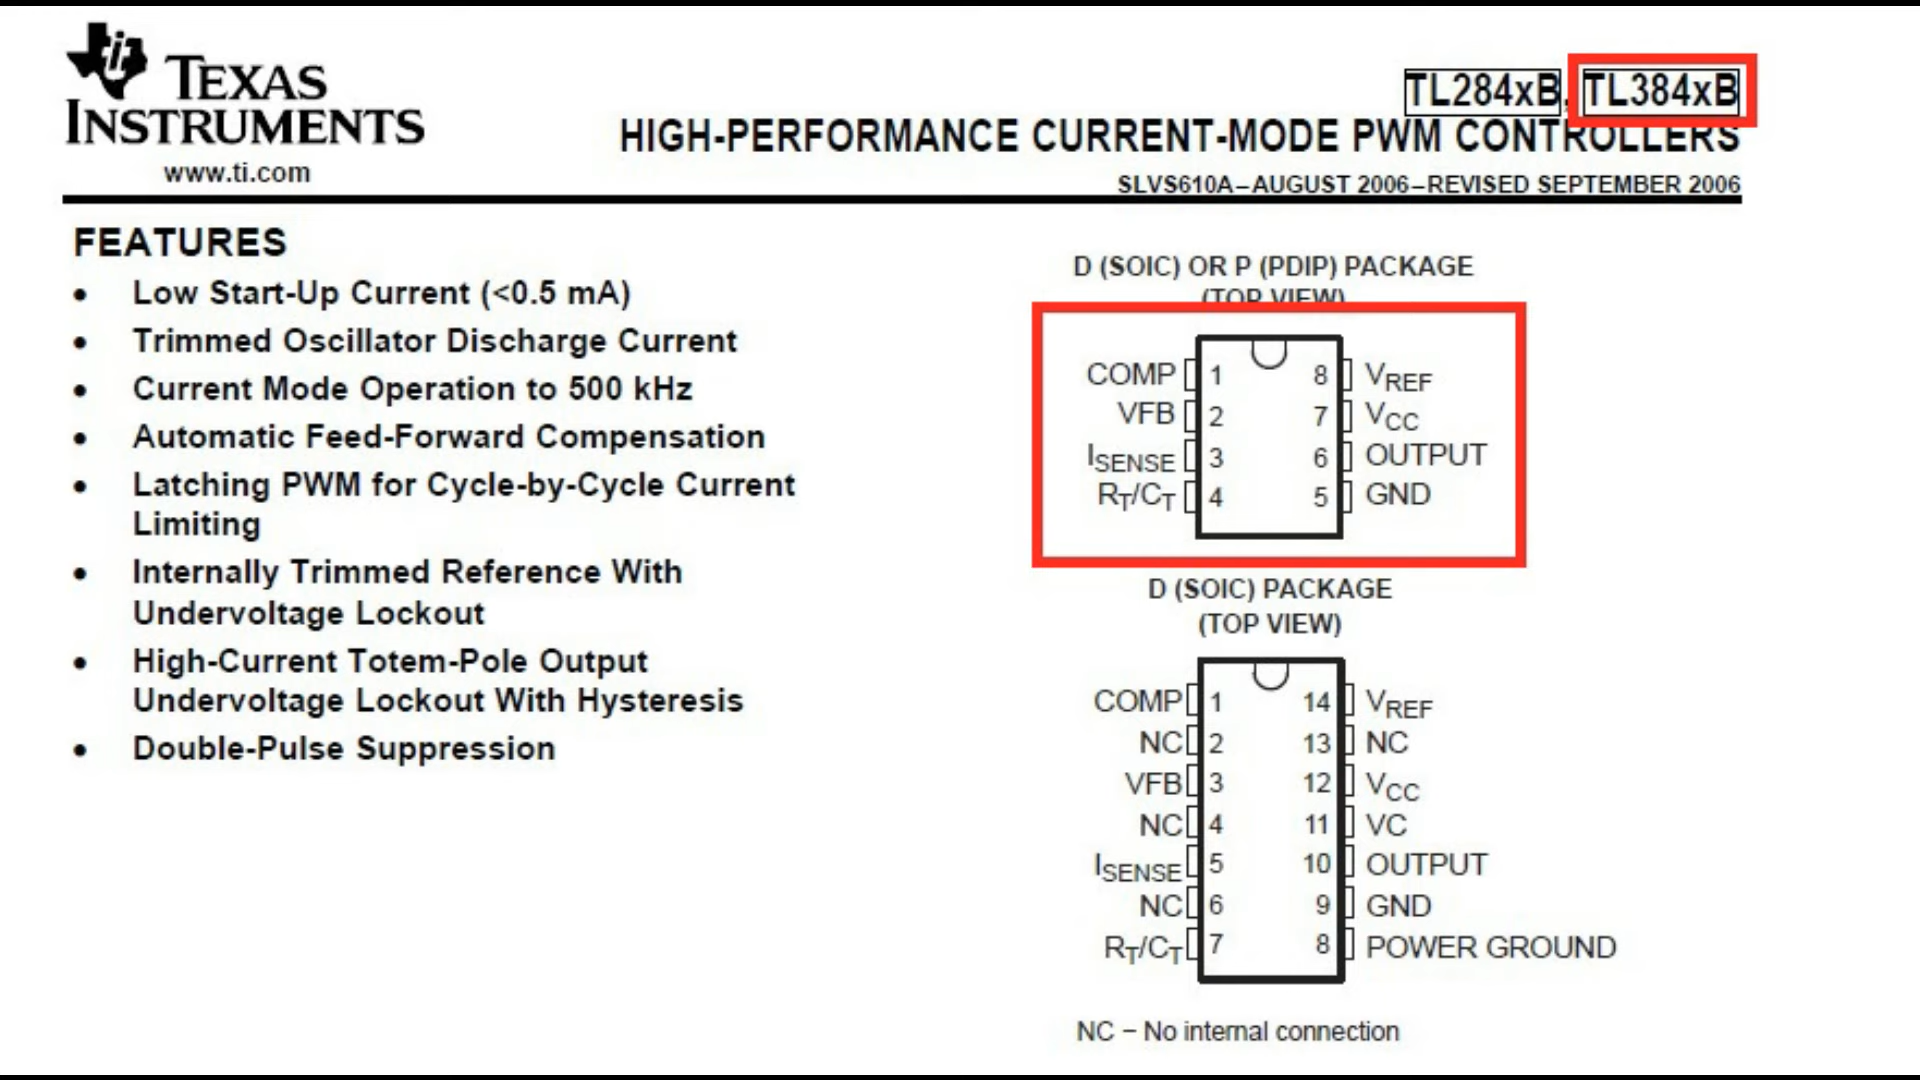 TEXAS
INSTRUMENTS
www.ti.com
TL284xB, TL384xB
HIGH-PERFORMANCE CURRENT-MODE PWM CONTROLLERS
SLVS610A–AUGUST 2006–REVISED SEPTEMBER 2006
FEATURES
• Low Start-Up Current (<0.5 mA)
• Trimmed Oscillator Discharge Current
• Current Mode Operation to 500 kHz
• Automatic Feed-Forward Compensation
• Latching PWM for Cycle-by-Cycle Current
Limiting
• Internally Trimmed Reference With
Undervoltage Lockout
• High-Current Totem-Pole Output
Undervoltage Lockout With Hysteresis
• Double-Pulse Suppression
D (SOIC) OR P (PDIP) PACKAGE
(TOP VIEW)
COMP 1 8 VREF
VFB 2 7 VCC
ISENSE 3 6 OUTPUT
RT/CT 4 5 GND
D (SOIC) PACKAGE
(TOP VIEW)
COMP 1 14 VREF
NC 2 13 NC
VFB 3 12 VCC
NC 4 11 VC
ISENSE 5 10 OUTPUT
NC 6 9 GND
RT/CT 7 8 POWER GROUND
NC – No internal connection